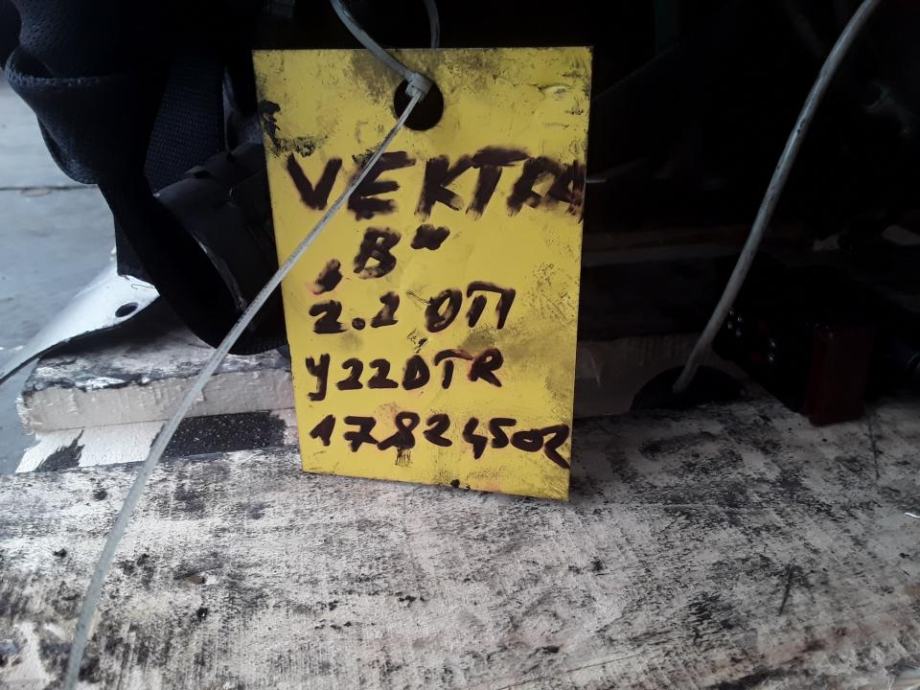 VEKTRA
„B"
2.2 DTI
Y22DTR
17824502